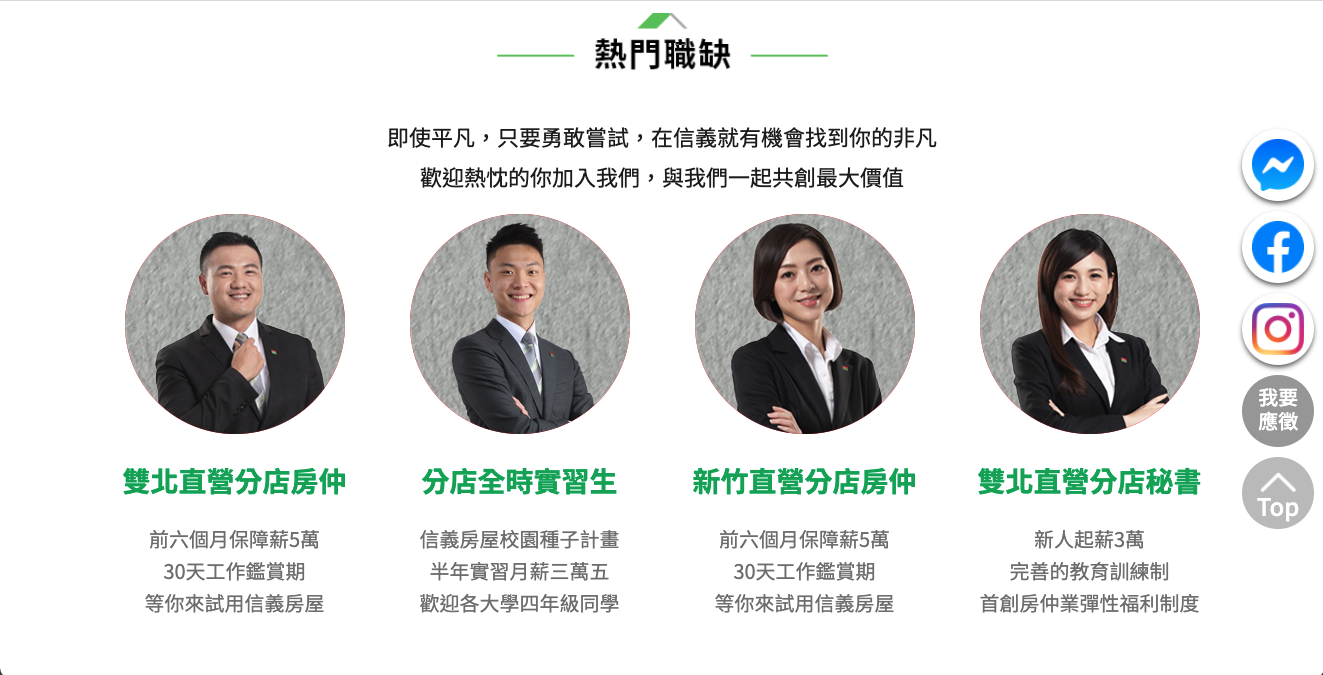 熱門職缺
即使平凡，只要勇敢嘗試，在信義就有機會找到你的非凡
歡迎熱忱的你加入我們，與我們一起共創最大價值
雙北直營分店房仲
前六個月保障薪5萬
30天工作鑑賞期
等你來試用信義房屋
分店全時實習生
信義房屋校園種子計畫
半年實習月薪三萬五
歡迎各大學四年級同學
新竹直營分店房仲
前六個月保障薪5萬
30天工作鑑賞期
等你來試用信義房屋
雙北直營分店秘書
新人起薪3萬
完善的教育訓練制
首創房仲業彈性福利制度
我要
應徵
Top